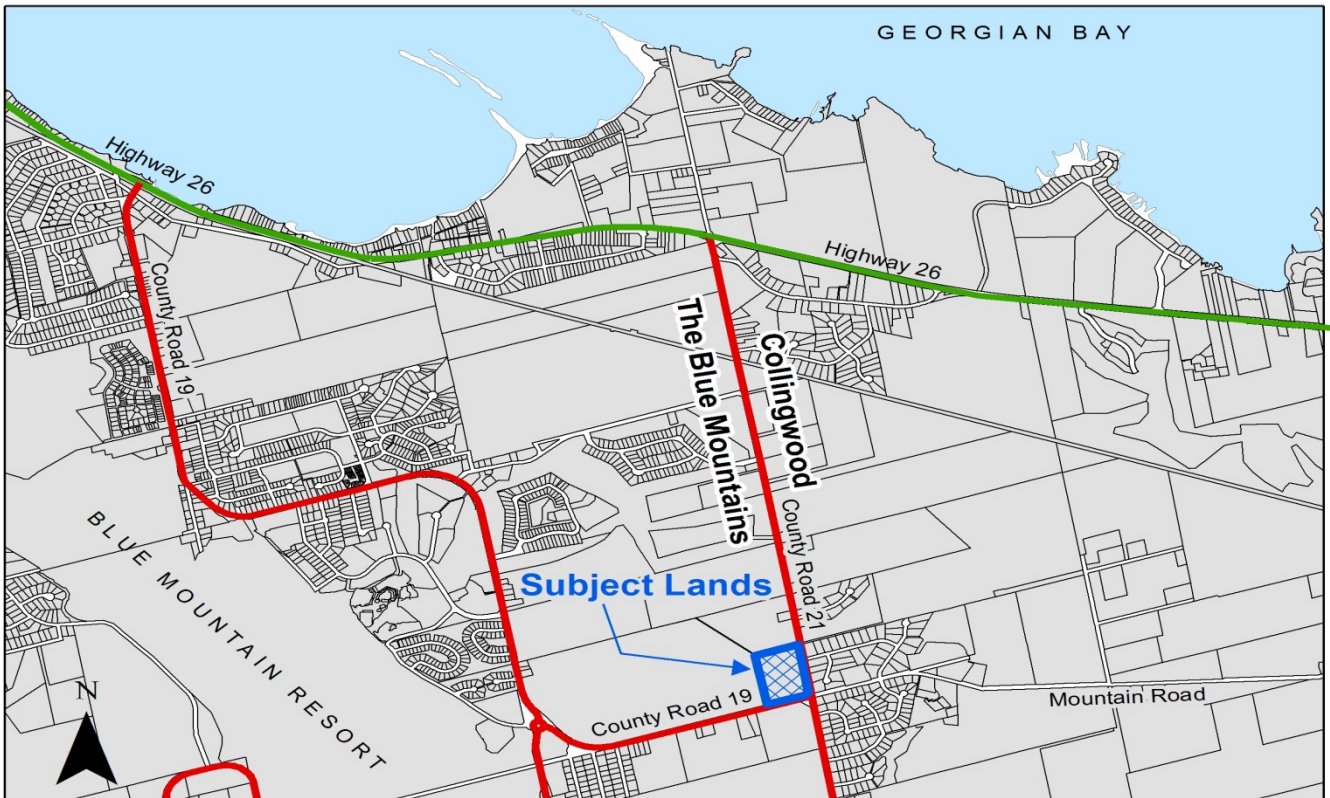 GEORGIAN BAY
Highway 26
Highway 26
County Road 19
The Blue Mountains
Collingwood
County Road 21
BLUE MOUNTAIN RESORT
Subject Lands
N
County Road 19
Mountain Road